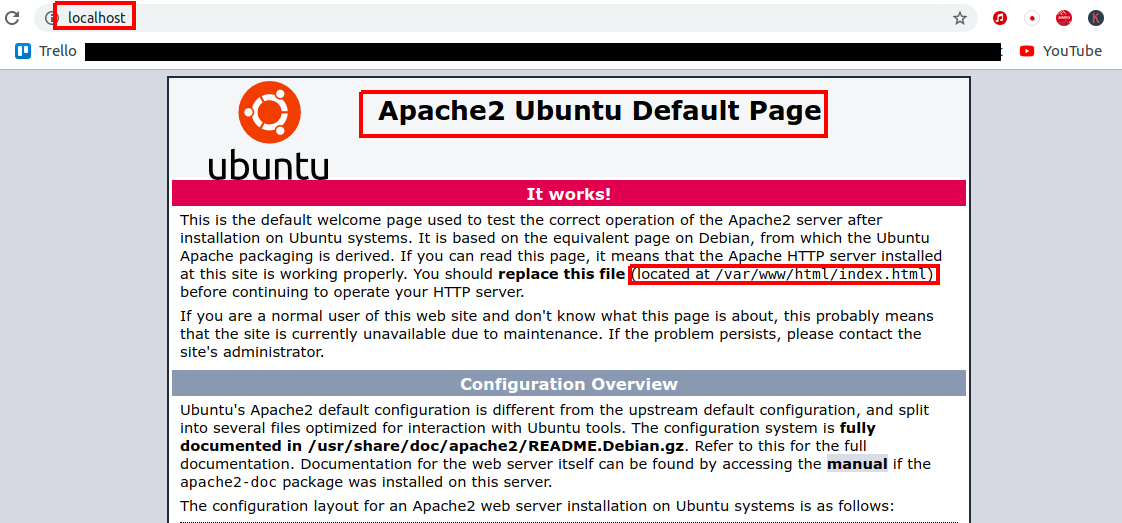 localhost
Trello
YouTube
Apache2 Ubuntu Default Page
ubuntu
It works!
This is the default welcome page used to test the correct operation of the Apache2 server after
installation on Ubuntu systems. It is based on the equivalent page on Debian, from which the Ubuntu
Apache packaging is derived. If you can read this page, it means that the Apache HTTP server installed
at this site is working properly. You should replace this file (located at /var/www/html/index.html)
before continuing to operate your HTTP server.
If you are a normal user of this web site and don't know what this page is about, this probably means
that the site is currently unavailable due to maintenance. If the problem persists, please contact the
site's administrator.
Configuration Overview
Ubuntu's Apache2 default configuration is different from the upstream default configuration, and split
into several files optimized for interaction with Ubuntu tools. The configuration system is fully
documented in /usr/share/doc/apache2/README.Debian.gz. Refer to this for the full
documentation. Documentation for the web server itself can be found by accessing the manual if the
apache2-doc package was installed on this server.
The configuration layout for an Apache2 web server installation on Ubuntu systems is as follows: